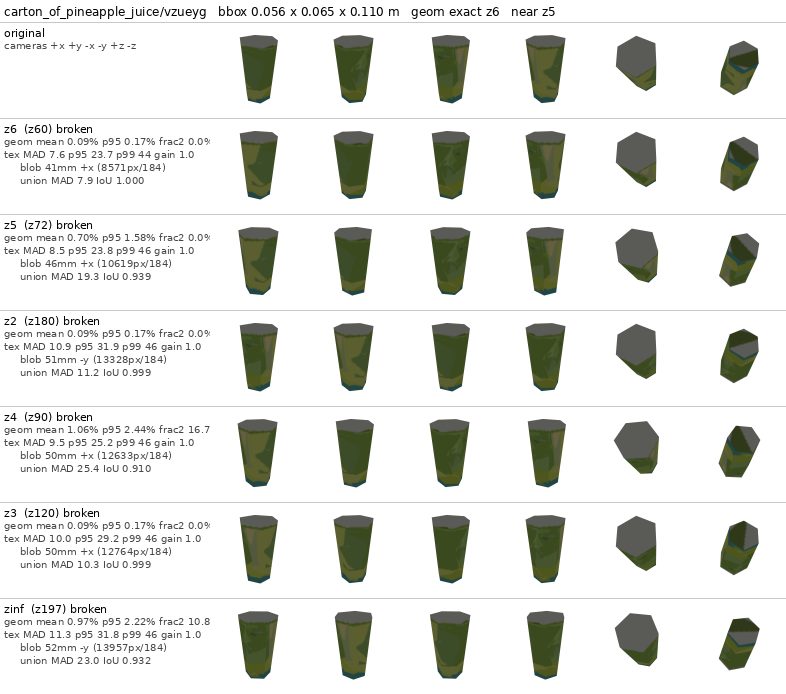 carton_of_pineapple_juice/vzueyg bbox 0.056 x 0.065 x 0.110 m geom exact z6 near z5
original
cameras +x +y -x -y +z -z
z6 (z60) broken
geom mean 0.09% p95 0.17% frac2 0.0%
tex MAD 7.6 p95 23.7 p99 44 gain 1.0
blob 41mm +x (8571px/184)
union MAD 7.9 IoU 1.000
z5 (z72) broken
geom mean 0.70% p95 1.58% frac2 0.0%
tex MAD 8.5 p95 23.8 p99 46 gain 1.0
blob 46mm +x (10619px/184)
union MAD 19.3 IoU 0.939
z2 (z180) broken
geom mean 0.09% p95 0.17% frac2 0.0%
tex MAD 10.9 p95 31.9 p99 46 gain 1.0
blob 51mm -y (13328px/184)
union MAD 11.2 IoU 0.999
z4 (z90) broken
geom mean 1.06% p95 2.44% frac2 16.7
tex MAD 9.5 p95 25.2 p99 46 gain 1.0
blob 50mm +x (12633px/184)
union MAD 25.4 IoU 0.910
z3 (z120) broken
geom mean 0.09% p95 0.17% frac2 0.0%
tex MAD 10.0 p95 29.2 p99 46 gain 1.0
blob 50mm +x (12764px/184)
union MAD 10.3 IoU 0.999
zinf (z197) broken
geom mean 0.97% p95 2.22% frac2 10.8
tex MAD 11.3 p95 31.8 p99 46 gain 1.0
blob 52mm -y (13957px/184)
union MAD 23.0 IoU 0.932